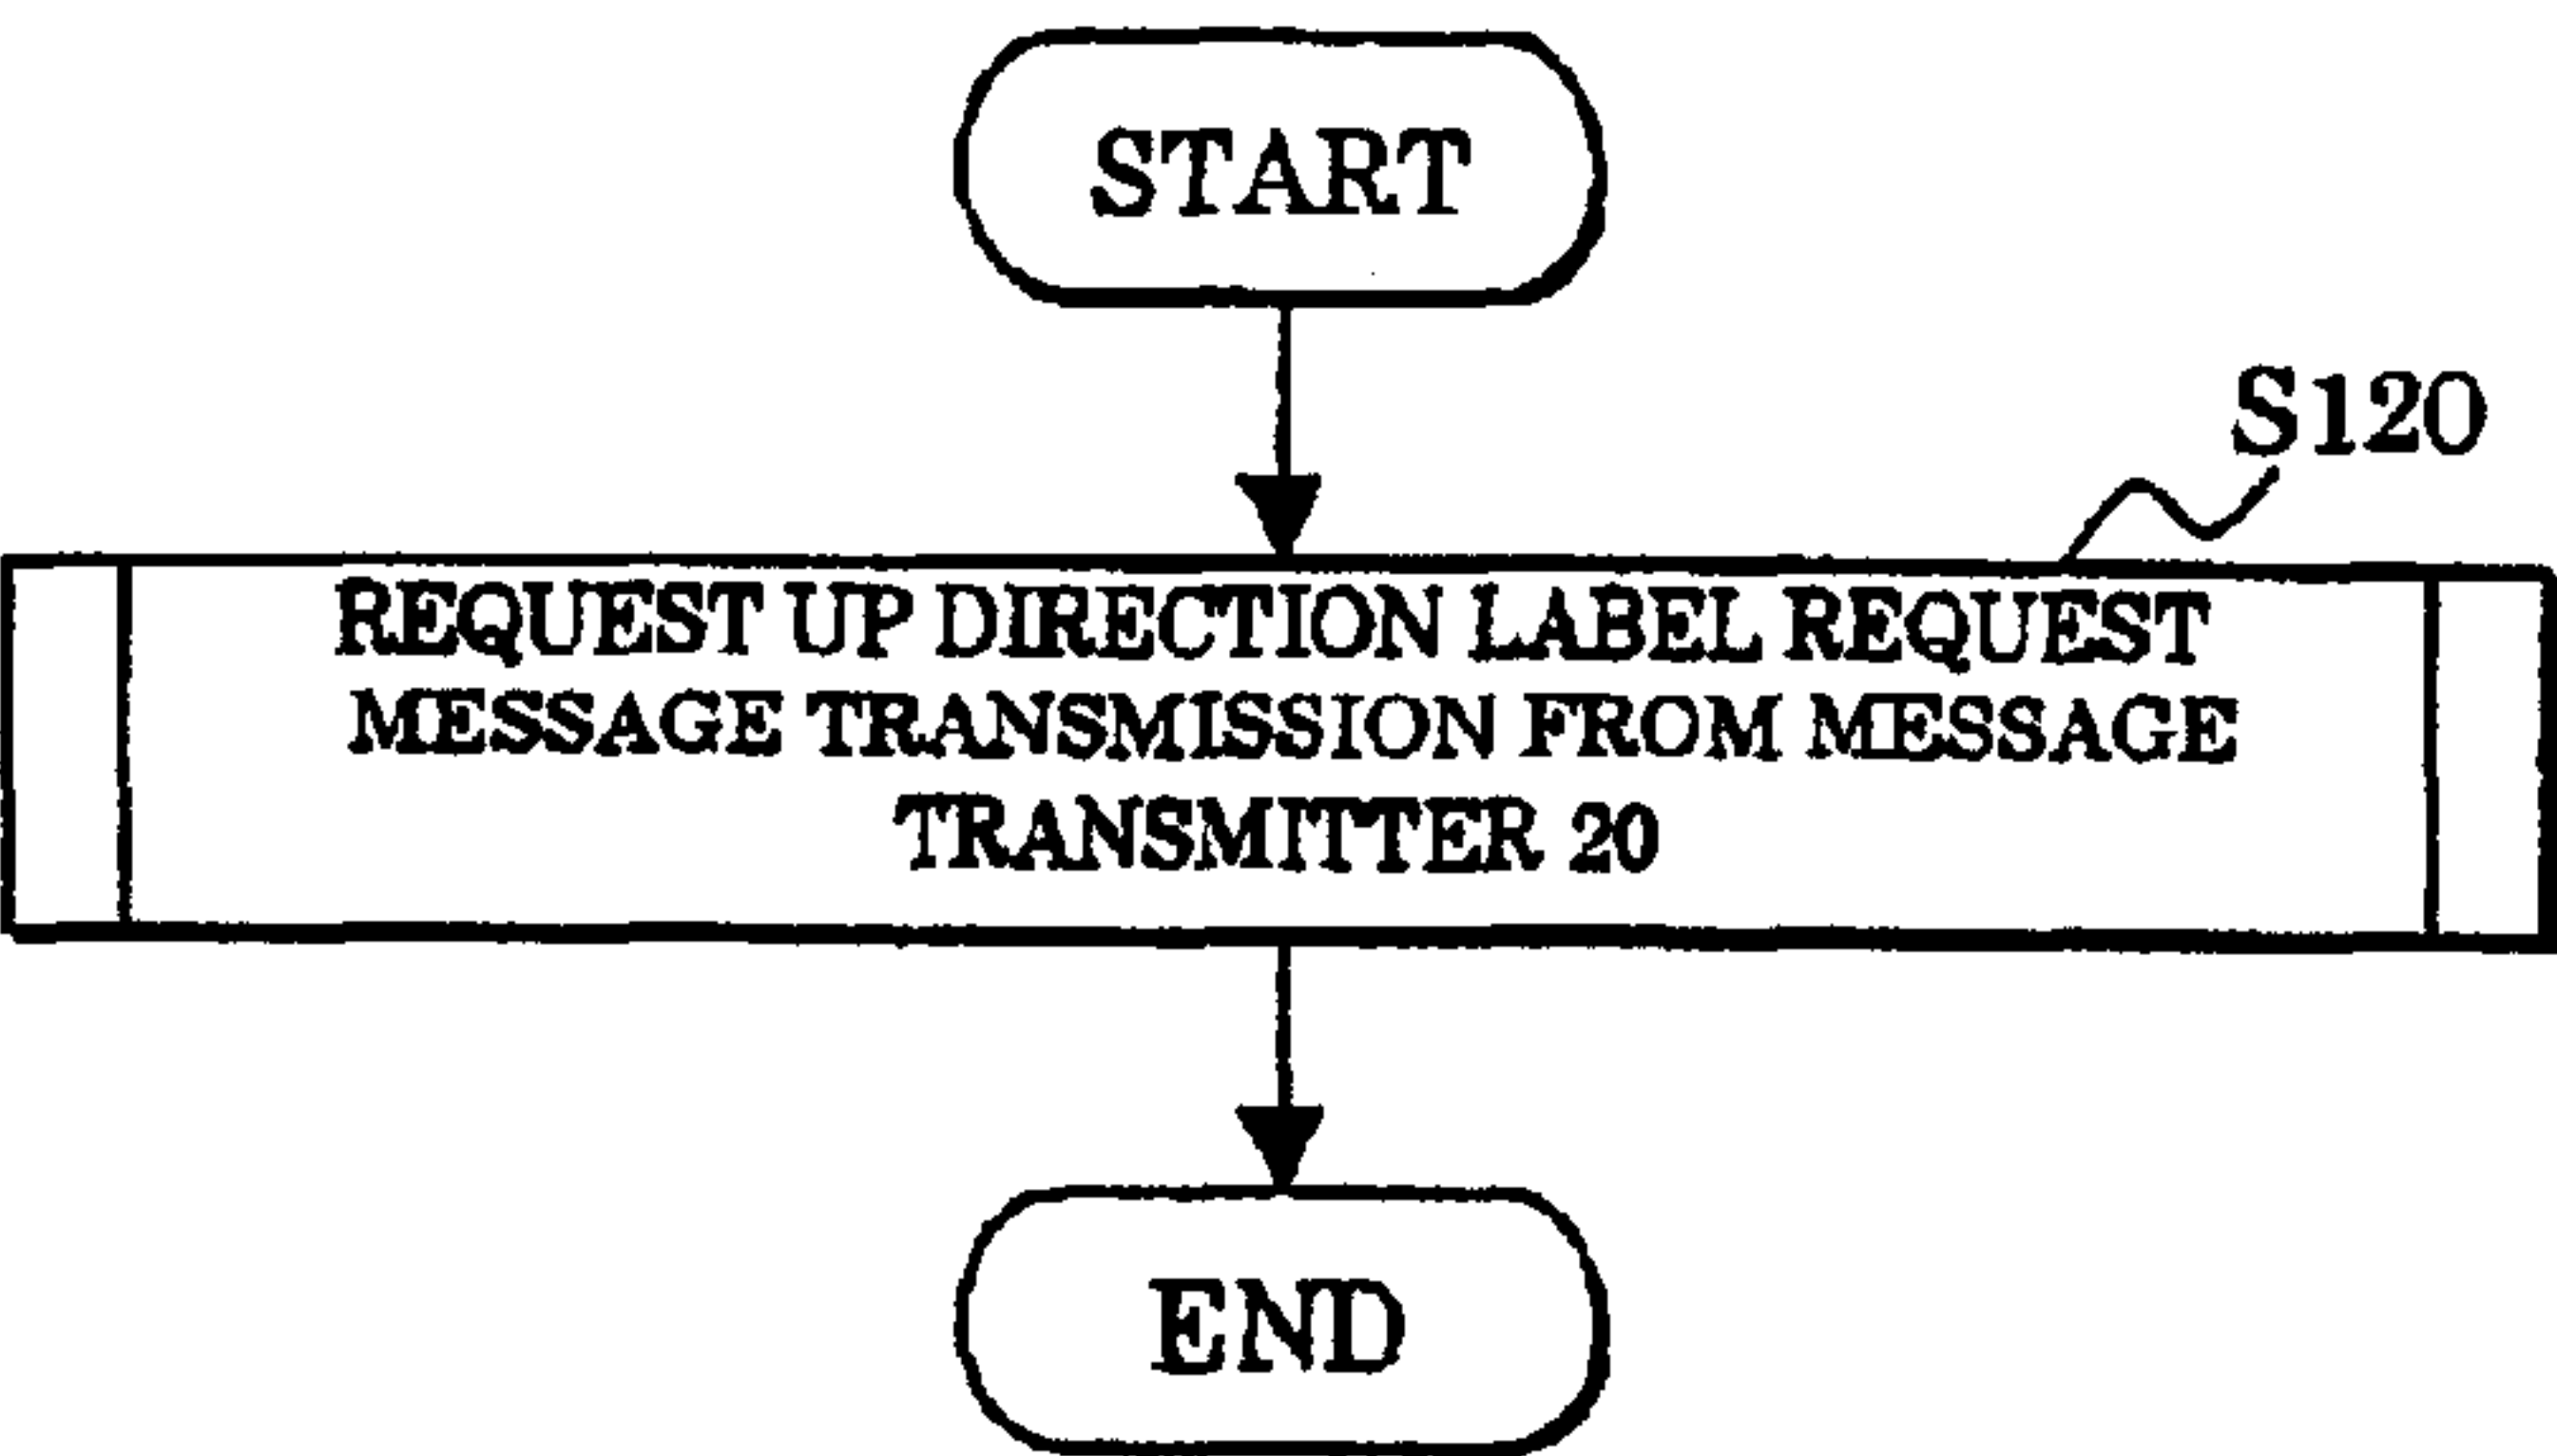 START
S120
REQUEST UP DIRECTION LABEL REQUEST
MESSAGE TRANSMISSION FROM MESSAGE
TRANSMITTER 20
END